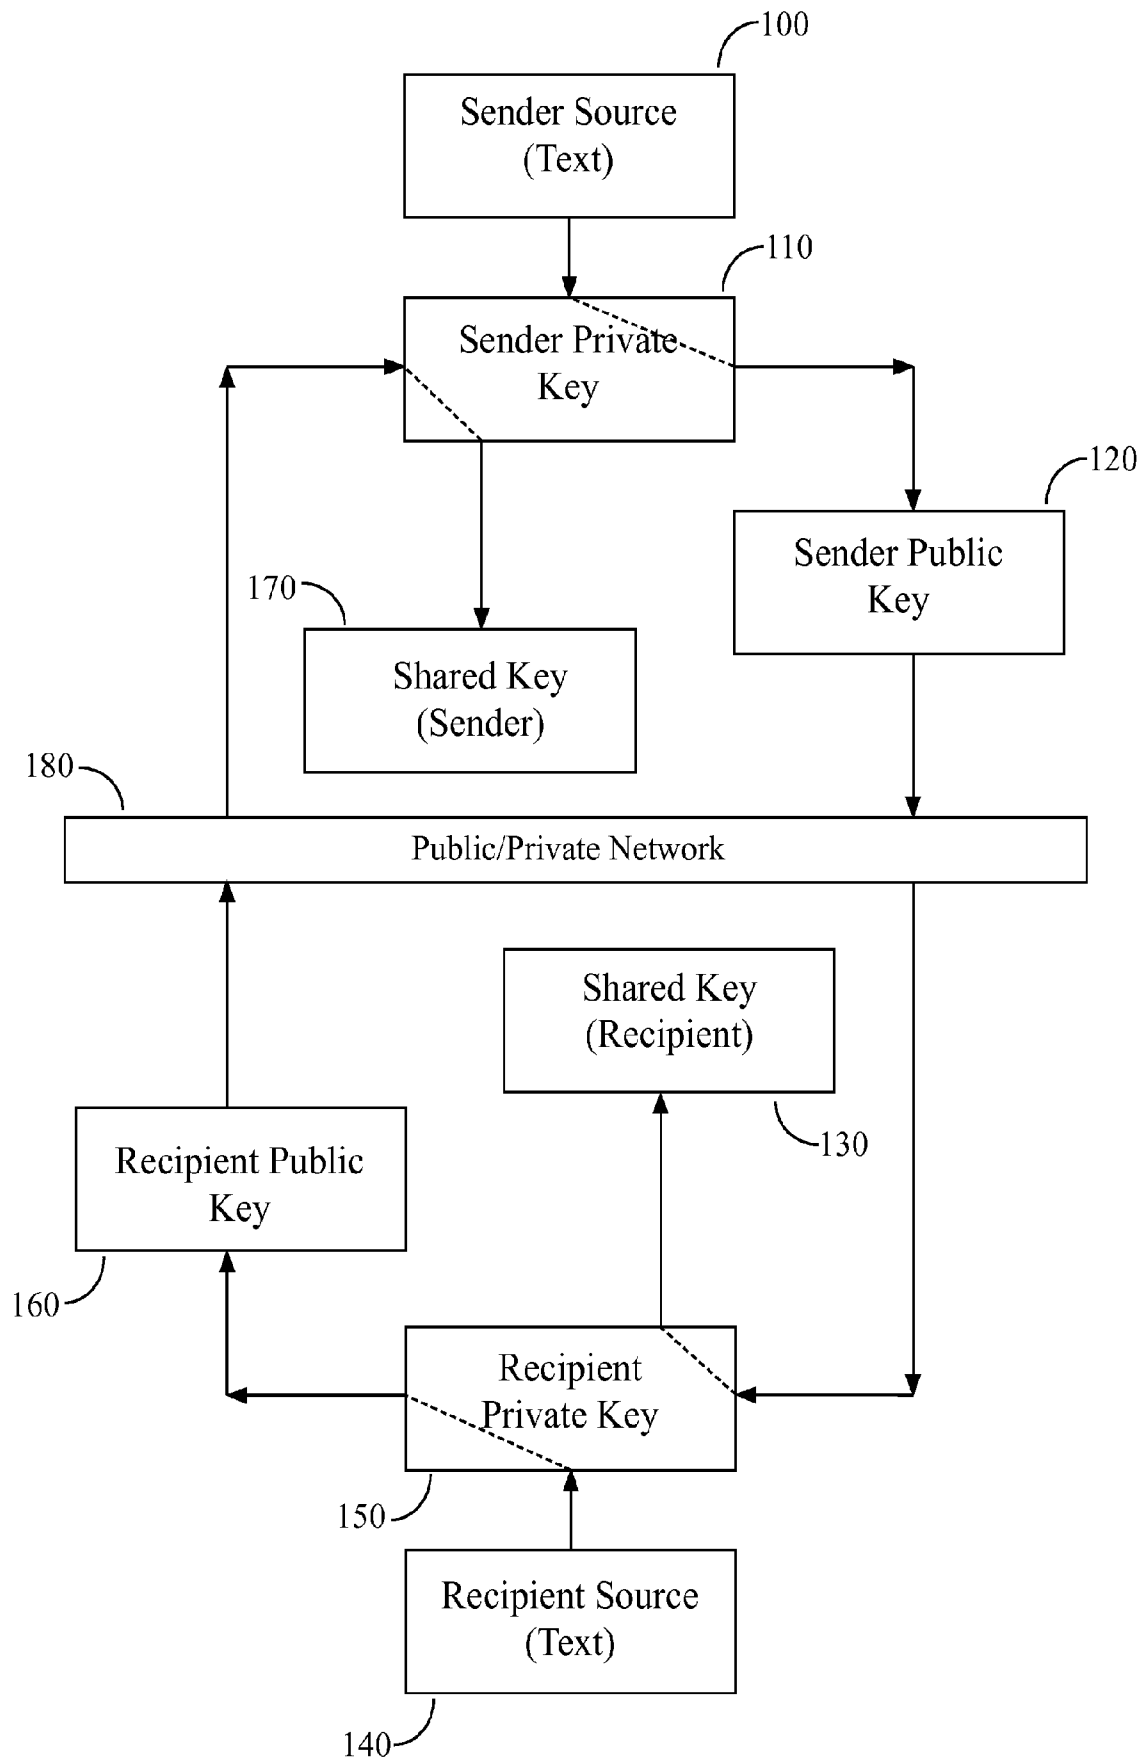 100
Sender Source
(Text)
110
Sender Private
Key
120
Sender Public
Key
170
Shared Key
(Sender)
180
Public/Private Network
Shared Key
(Recipient)
130
Recipient Public
Key
160
Recipient
Private Key
150
Recipient Source
(Text)
140